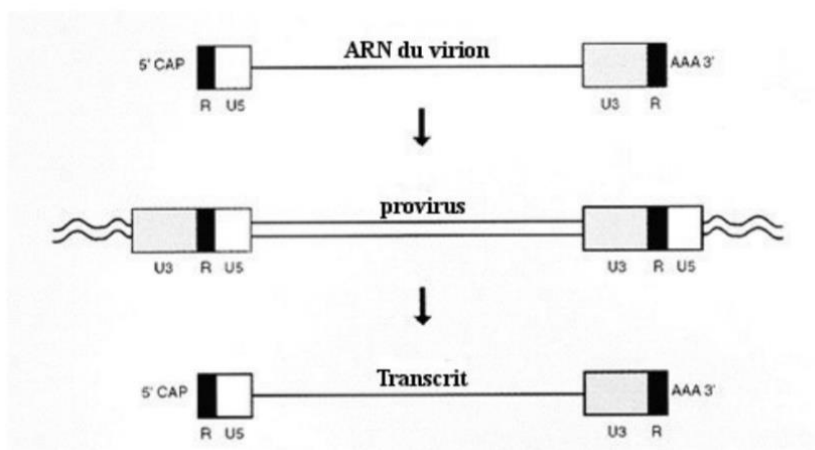 ARN du virion
5' CAP
AAA 3'
R U5 U3 R
provirus
U3 R U5 U3 R U5
Transcrit
5' CAP
AAA 3'
R U5 U3 R